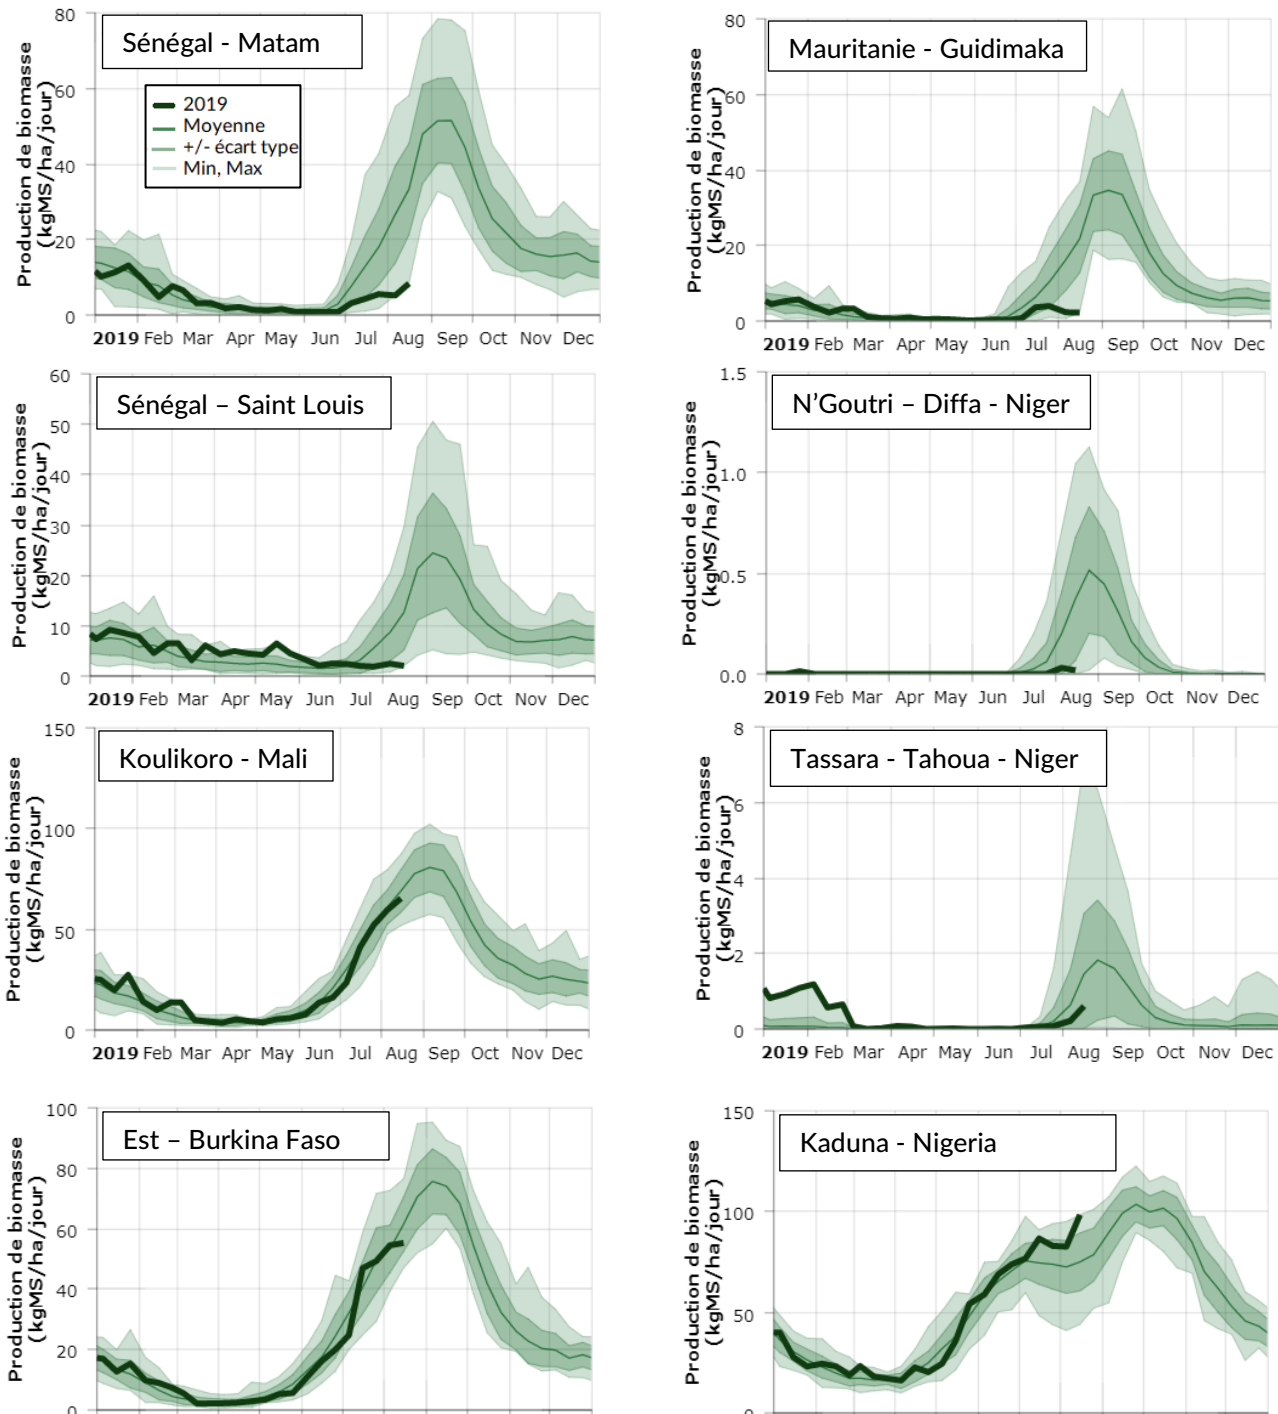 Sénégal - Matam
Production de biomasse
(kgMS/ha/jour)
80
60
40
20
0
2019
Moyenne
+/- écart type
Min, Max
2019 Feb Mar Apr May Jun Jul Aug Sep Oct Nov Dec
Mauritanie - Guidimaka
Production de biomasse
(kgMS/ha/jour)
80
60
40
20
0
2019 Feb Mar Apr May Jun Jul Aug Sep Oct Nov Dec
Sénégal – Saint Louis
Production de biomasse
(kgMS/ha/jour)
60
50
40
30
20
10
0
2019 Feb Mar Apr May Jun Jul Aug Sep Oct Nov Dec
N’Goutri – Diffa - Niger
Production de biomasse
(kgMS/ha/jour)
1.5
1.0
0.5
0.0
2019 Feb Mar Apr May Jun Jul Aug Sep Oct Nov Dec
Koulikoro - Mali
Production de biomasse
(kgMS/ha/jour)
150
100
50
0
2019 Feb Mar Apr May Jun Jul Aug Sep Oct Nov Dec
Tassara - Tahoua - Niger
Production de biomasse
(kgMS/ha/jour)
8
6
4
2
0
2019 Feb Mar Apr May Jun Jul Aug Sep Oct Nov Dec
Est – Burkina Faso
Production de biomasse
(kgMS/ha/jour)
100
80
60
40
20
0
Kaduna - Nigeria
Production de biomasse
(kgMS/ha/jour)
150
100
50
0